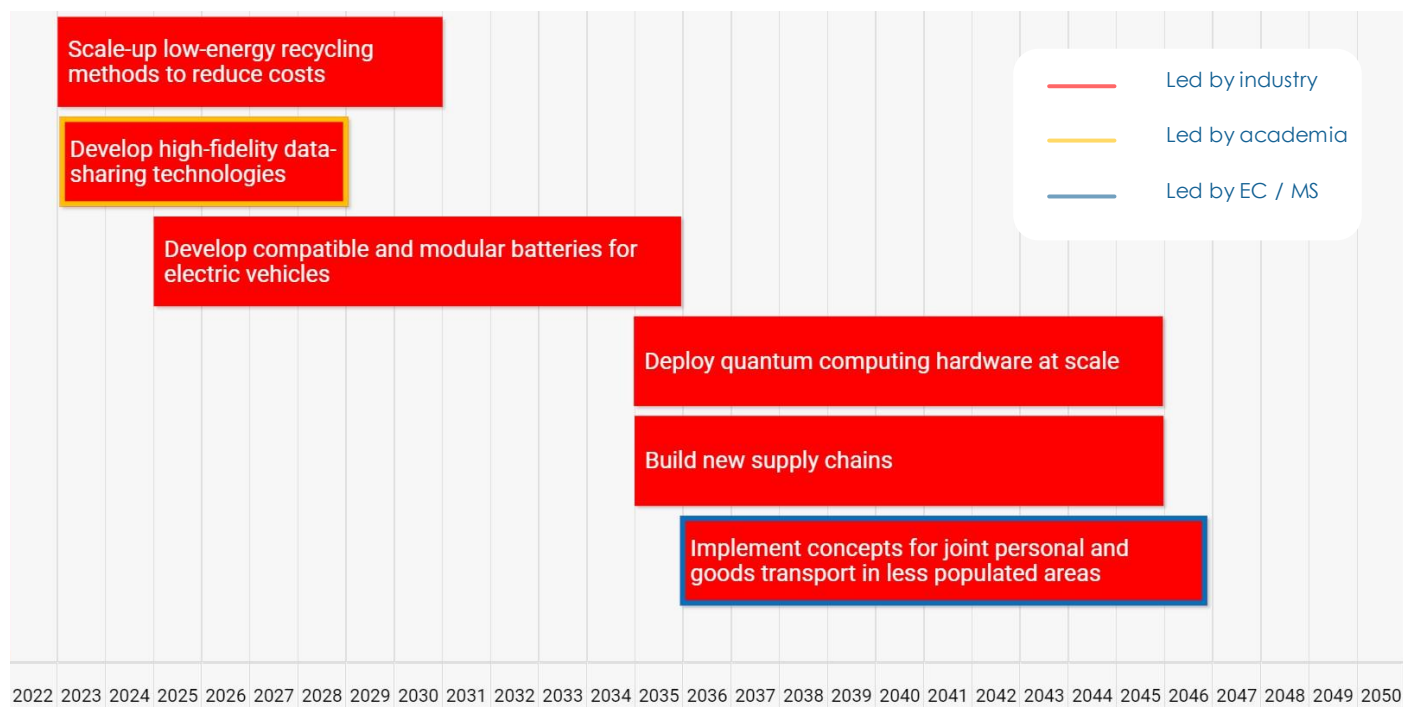 Scale-up low-energy recycling
methods to reduce costs
Led by industry
Develop high-fidelity data-
sharing technologies
Led by academia
Led by EC / MS
Develop compatible and modular batteries for
electric vehicles
Deploy quantum computing hardware at scale
Build new supply chains
Implement concepts for joint personal and
goods transport in less populated areas
2022 2023 2024 2025 2026 2027 2028 2029 2030 2031 2032 2033 2034 2035 2036 2037 2038 2039 2040 2041 2042 2043 2044 2045 2046 2047 2048 2049 2050